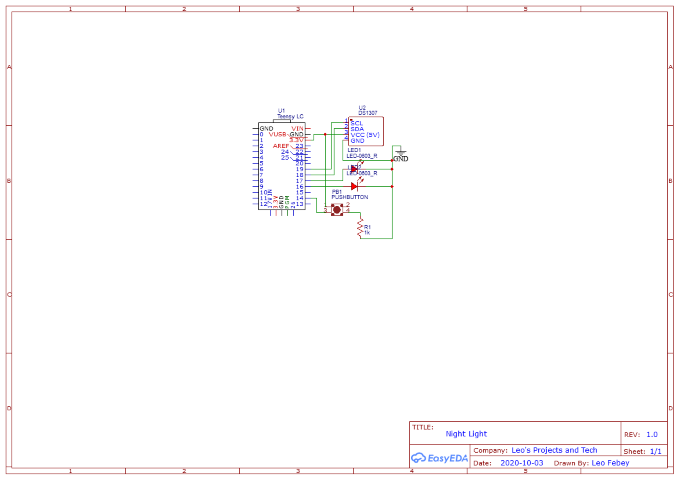 1 2 3 4 5
A A
B B
C C
D D
1 2 3 4 5
U1
Teensy LC
GND VIN
0 VUSB GND
1 3.3V
2 AREF 23
3 24 22
4 25 21
5 20
6 19
7 18
8 17
9 16
10 15
11 14
12 13
3.3V
GND
PGM
U2
DS1307
1 SCL
2 SDA
3 VCC (5V)
4 GND
GND
LED1
LED-0603_R
LED-0603_R
PB1
PUSHBUTTON
R1
1k
TITLE:
Night Light
REV: 1.0
EasyEDA
Company: Leo's Projects and Tech
Sheet: 1/1
Date: 2020-10-03 Drawn By: Leo Febey